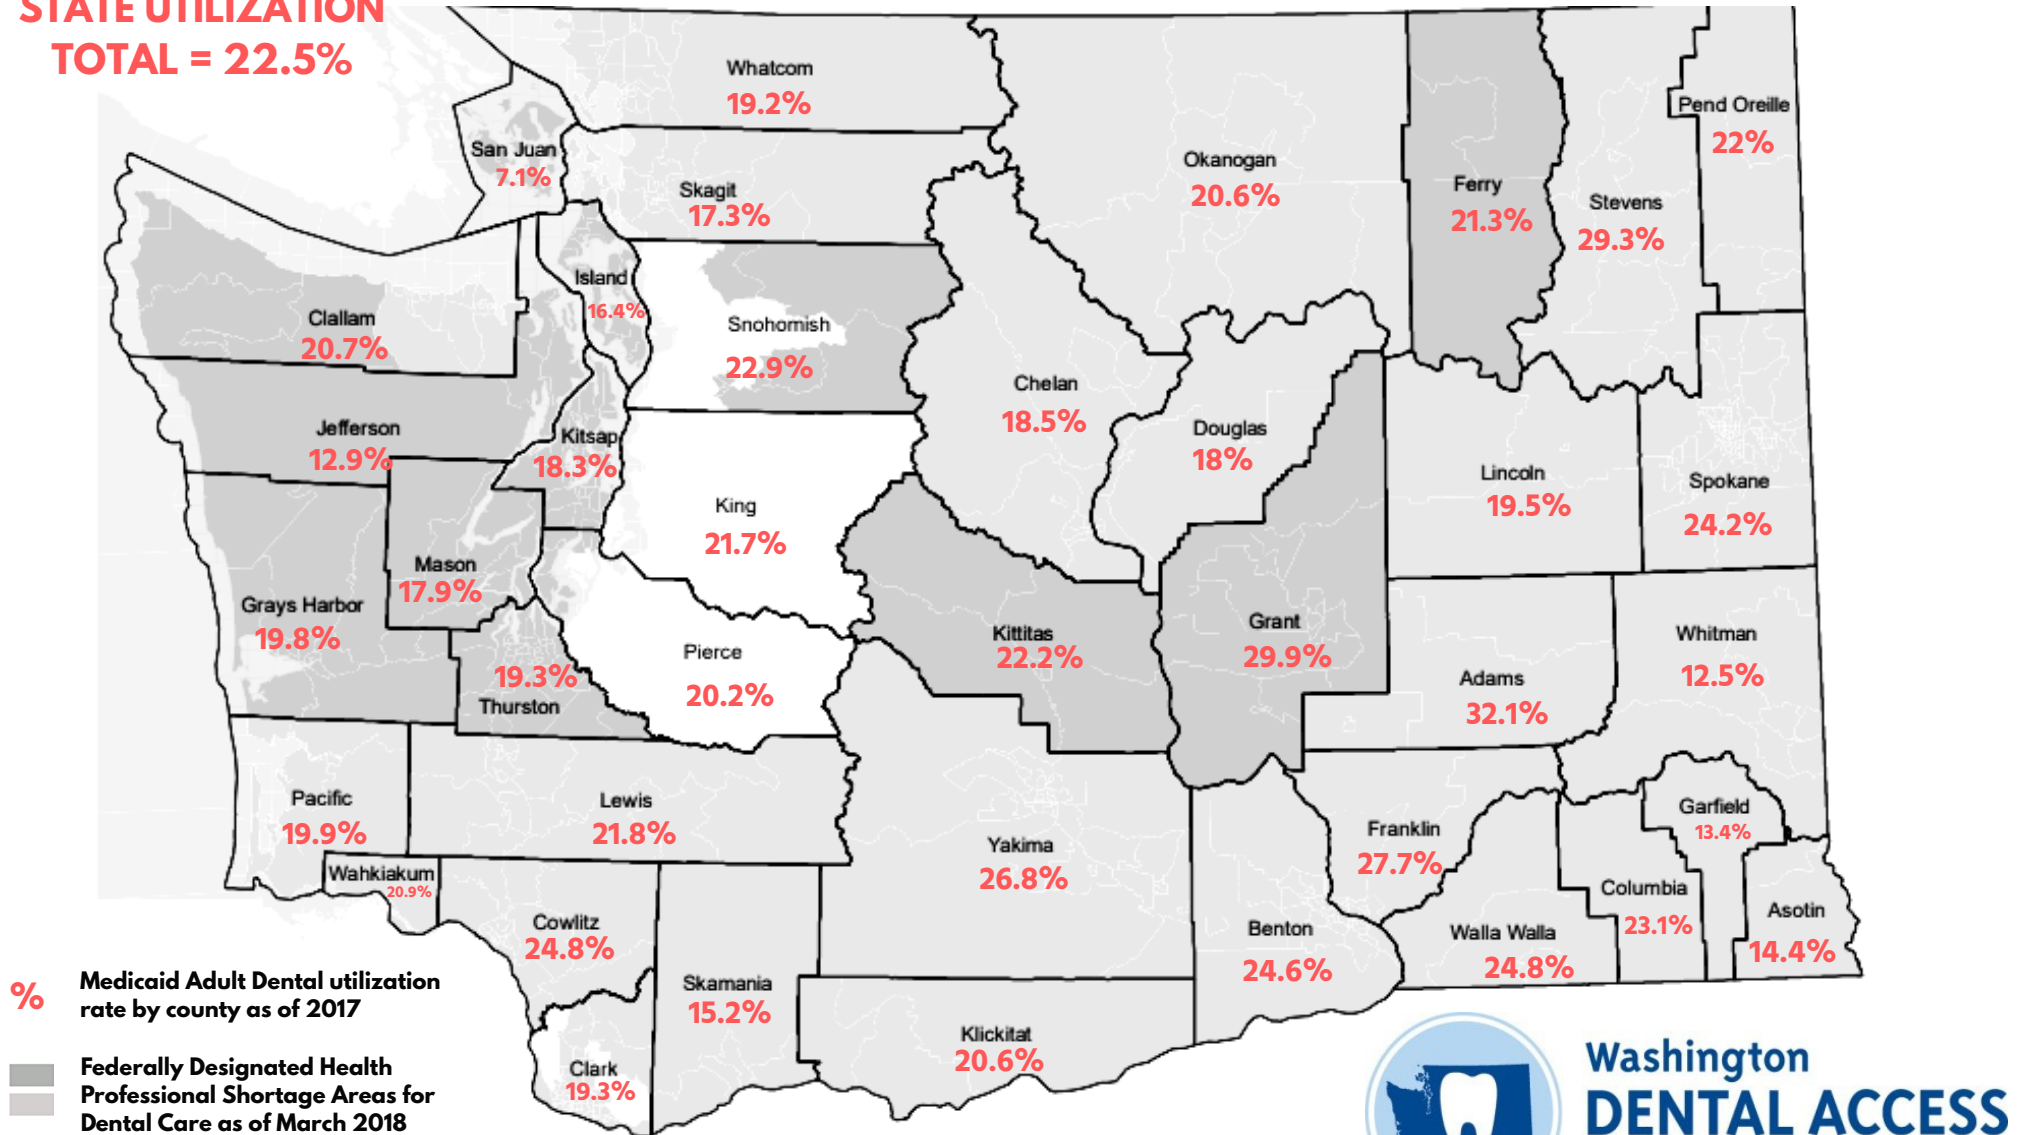 STATE UTILIZATION
TOTAL = 22.5%
Whatcom
19.2%
San Juan
7.1%
Skagit
17.3%
Okanogan
20.6%
Ferry
21.3%
Stevens
29.3%
Pend Oreille
22%
Island
16.4%
Clallam
20.7%
Snohomish
22.9%
Chelan
18.5%
Jefferson
12.9%
Kitsap
18.3%
Douglas
18%
Lincoln
19.5%
Spokane
24.2%
King
21.7%
Mason
17.9%
Grays Harbor
19.8%
Kittitas
22.2%
Grant
29.9%
Pierce
20.2%
19.3%
Thurston
Adams
32.1%
Whitman
12.5%
Pacific
19.9%
Lewis
21.8%
Yakima
26.8%
Franklin
27.7%
Garfield
13.4%
Wahkiakum
20.9%
Cowlitz
24.8%
Benton
24.6%
Walla Walla
24.8%
Columbia
23.1%
Asotin
14.4%
Skamania
15.2%
Klickitat
20.6%
Clark
19.3%
% Medicaid Adult Dental utilization
rate by county as of 2017
Federally Designated Health
Professional Shortage Areas for
Dental Care as of March 2018
Washington
DENTAL ACCESS